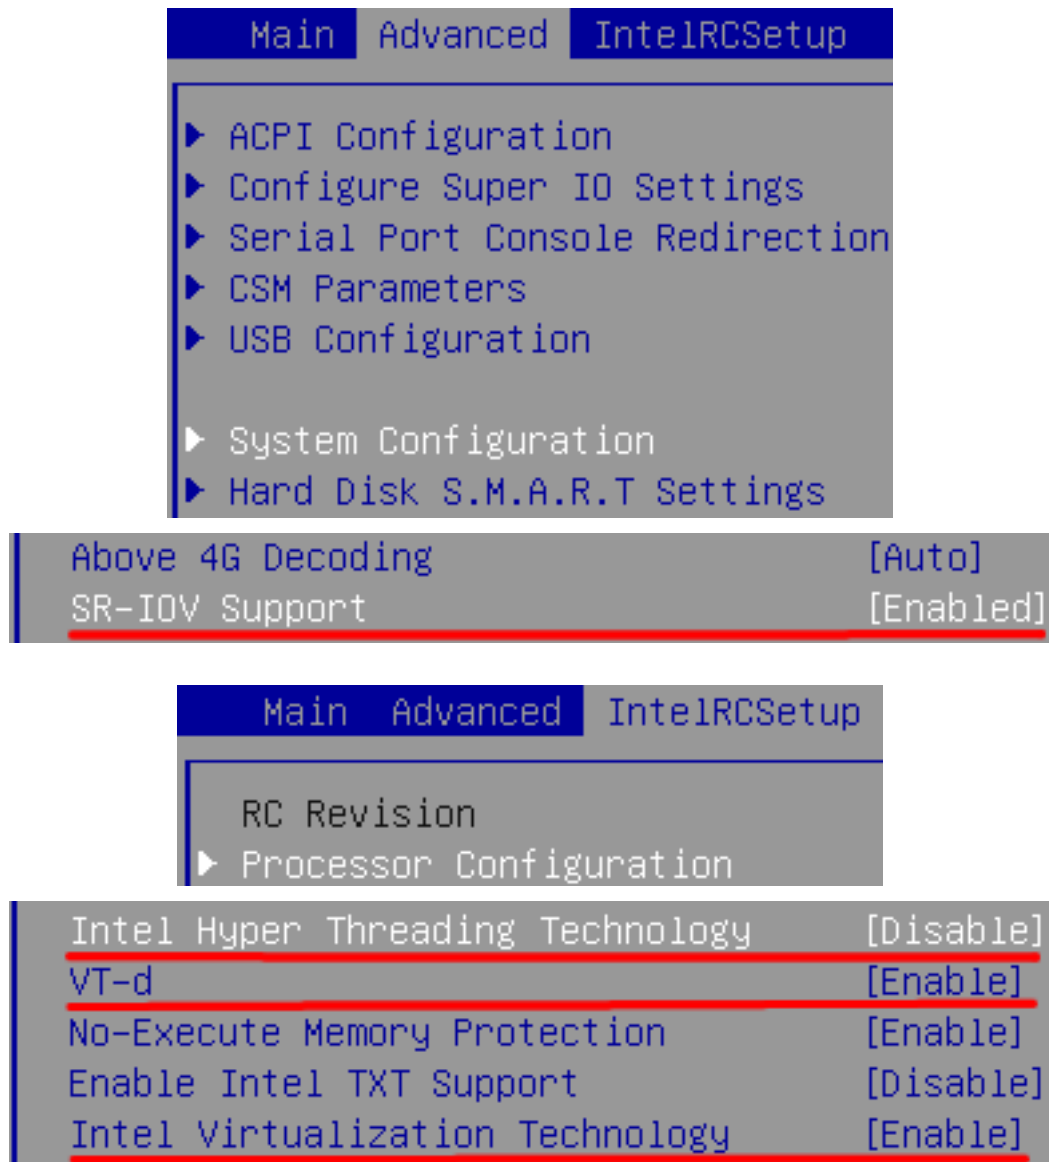 Main Advanced IntelRCSetup
ACPI Configuration
Configure Super IO Settings
Serial Port Console Redirection
CSM Parameters
USB Configuration
System Configuration
Hard Disk S.M.A.R.T Settings
Above 4G Decoding [Auto]
SR-IOV Support [Enabled]
Main Advanced IntelRCSetup
RC Revision
Processor Configuration
Intel Hyper Threading Technology [Disable]
VT-d [Enable]
No-Execute Memory Protection [Enable]
Enable Intel TXT Support [Disable]
Intel Virtualization Technology [Enable]